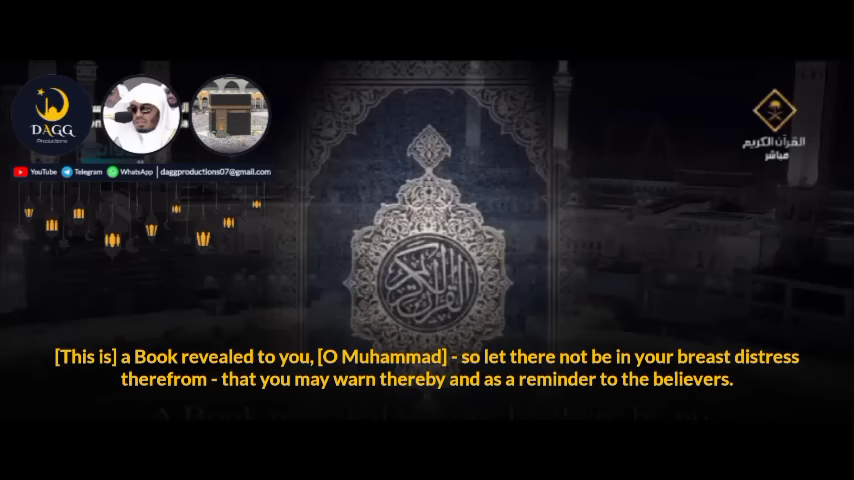 DAGG
Productions
YouTube Telegram WhatsApp | daggproductions07@gmail.com
القرآن الكريم
مباشر
القرآن الكريم
[This is] a Book revealed to you, [O Muhammad] - so let there not be in your breast distress
therefrom - that you may warn thereby and as a reminder to the believers.